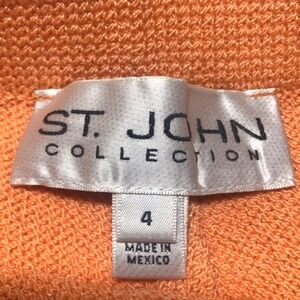 ST. JOHN
COLLECTION
4
MADE IN
MEXICO